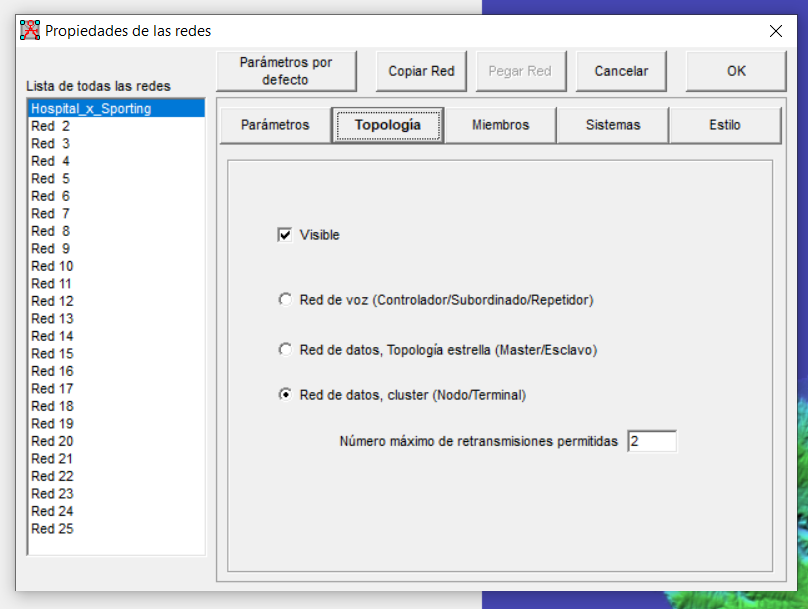 Propiedades de las redes
Parámetros por
defecto
Copiar Red
Pegar Red
Cancelar
OK
Lista de todas las redes
Hospital_x_Sporting
Red 2
Red 3
Red 4
Red 5
Red 6
Red 7
Red 8
Red 9
Red 10
Red 11
Red 12
Red 13
Red 14
Red 15
Red 16
Red 17
Red 18
Red 19
Red 20
Red 21
Red 22
Red 23
Red 24
Red 25
Parámetros
Topología
Miembros
Sistemas
Estilo
Visible
Red de voz (Controlador/Subordinado/Repetidor)
Red de datos, Topología estrella (Master/Esclavo)
Red de datos, cluster (Nodo/Terminal)
Número máximo de retransmisiones permitidas 2